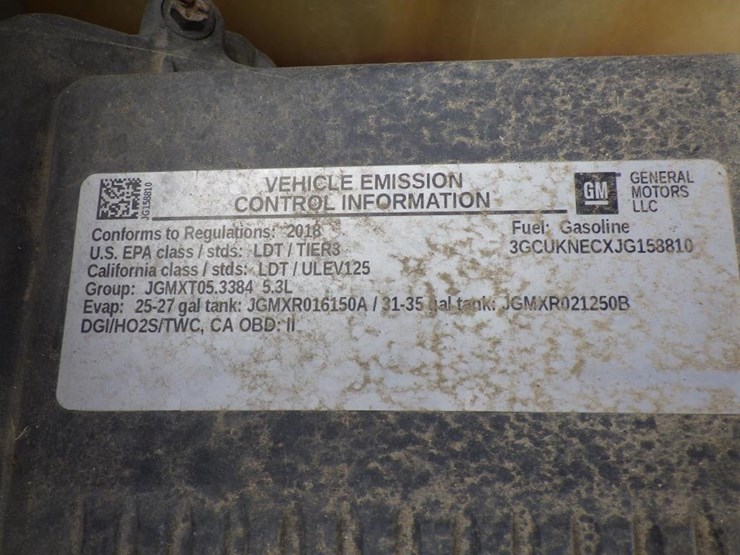 JG158810
VEHICLE EMISSION
CONTROL INFORMATION
GM
GENERAL
MOTORS
LLC
Conforms to Regulations: 2018
Fuel: Gasoline
U.S. EPA class / stds: LDT / TIER3
3GCUKNECXJG158810
California class / stds: LDT / ULEV125
Group: JGMXT05.3384 5.3L
Evap: 25-27 gal tank: JGMXR016150A / 31-35 gal tank: JGMXR021250B
DGI/HO2S/TWC, CA OBD: II